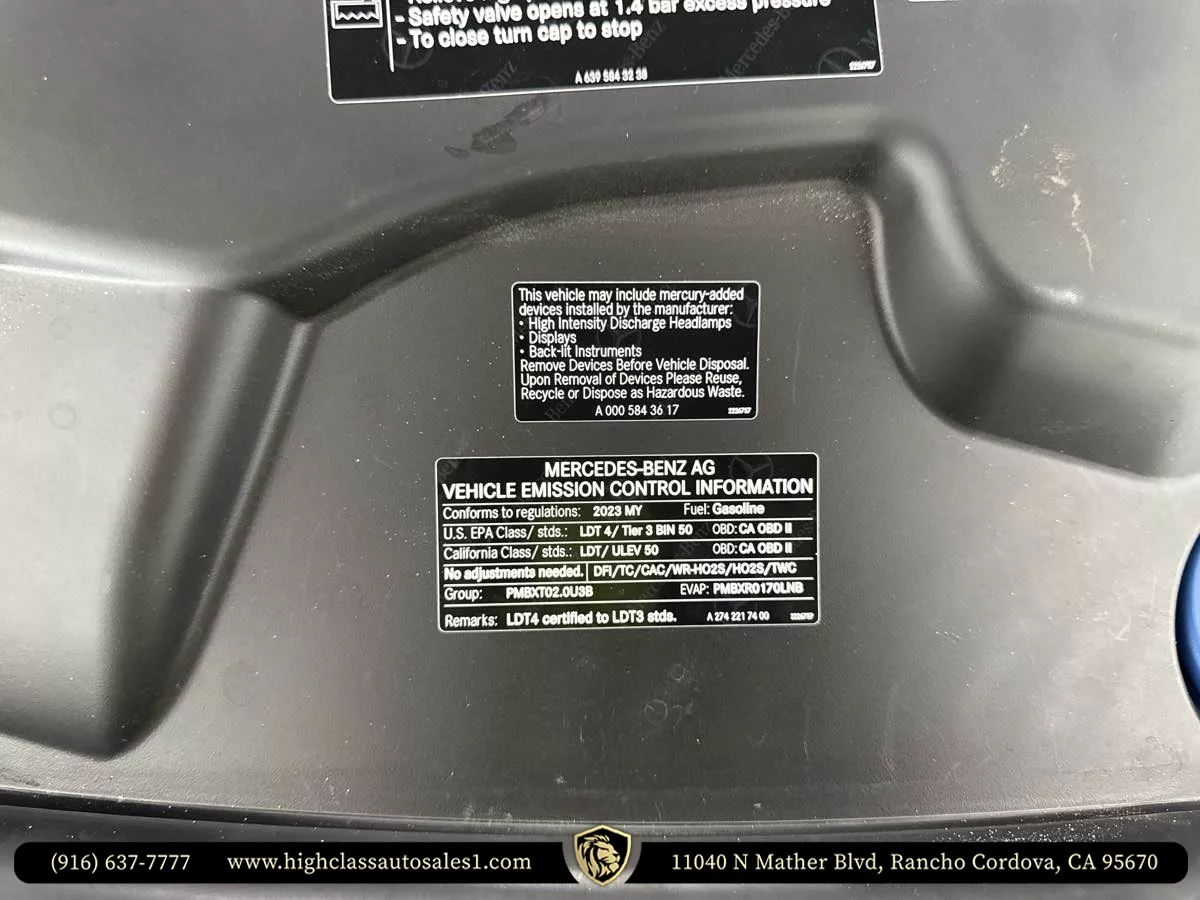 - Safety valve opens at 1.4 bar excess pressure
- To close turn cap to stop
A 639 584 32 38
This vehicle may include mercury-added
devices installed by the manufacturer:
• High Intensity Discharge Headlamps
• Displays
• Back-lit Instruments
Remove Devices Before Vehicle Disposal.
Upon Removal of Devices Please Reuse,
Recycle or Dispose as Hazardous Waste.
A 000 584 36 17
MERCEDES-BENZ AG
VEHICLE EMISSION CONTROL INFORMATION
Conforms to regulations: 2023 MY Fuel: Gasoline
U.S. EPA Class/ stds.: LDT 4/ Tier 3 BIN 50 OBD: CA OBD II
California Class/ stds.: LDT/ ULEV 50 OBD: CA OBD II
No adjustments needed. DFI/TC/CAC/WR-HO2S/HO2S/TWC
Group: PMBXT02.0U3B EVAP: PMBXR0170LNB
Remarks: LDT4 certified to LDT3 stds. A 274 221 74 00
(916) 637-7777 www.highclassautosales1.com 11040 N Mather Blvd, Rancho Cordova, CA 95670